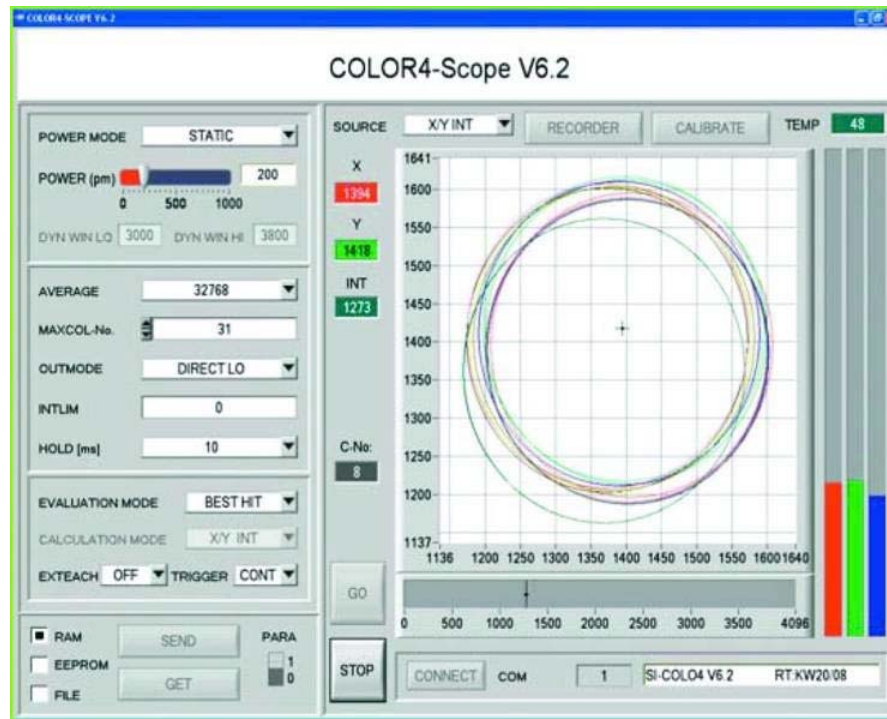 COLOR4-SCOPE V6.2
COLOR4-Scope V6.2
POWER MODE STATIC
POWER (pm) 200
0 500 1000
DYN WIN LO 3000 DYN WIN HI 3800
AVERAGE 32768
MAXCOL-No. 31
OUTMODE DIRECT LO
INTLIM 0
HOLD [ms] 10
EVALUATION MODE BEST HIT
CALCULATION MODE X/Y INT
EXTEACH OFF TRIGGER CONT
RAM SEND PARA
EEPROM 1
GET 0
FILE
SOURCE X/Y INT RECORDER CALIBRATE TEMP 48
X
1394
Y
1418
INT
1273
C-No:
8
GO
STOP
1641
1600
1550
1500
1450
1400
1350
1300
1250
1200
1137
1136 1200 1250 1300 1350 1400 1450 1500 1550 1600 1640
0 500 1000 1500 2000 2500 3000 3500 4096
CONNECT COM 1 SI-COLO4 V6.2 RT:KW20/08